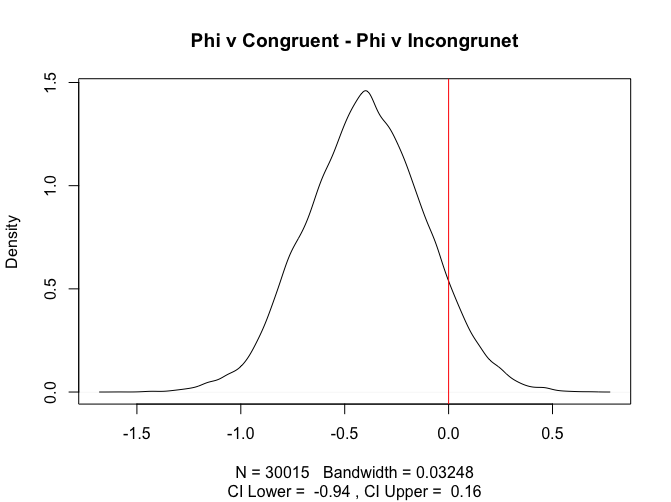 Phi v Congruent - Phi v Incongrunet
Density
1.5
1.0
0.5
0.0
-1.5 -1.0 -0.5 0.0 0.5
N = 30015 Bandwidth = 0.03248
CI Lower = -0.94 , CI Upper = 0.16